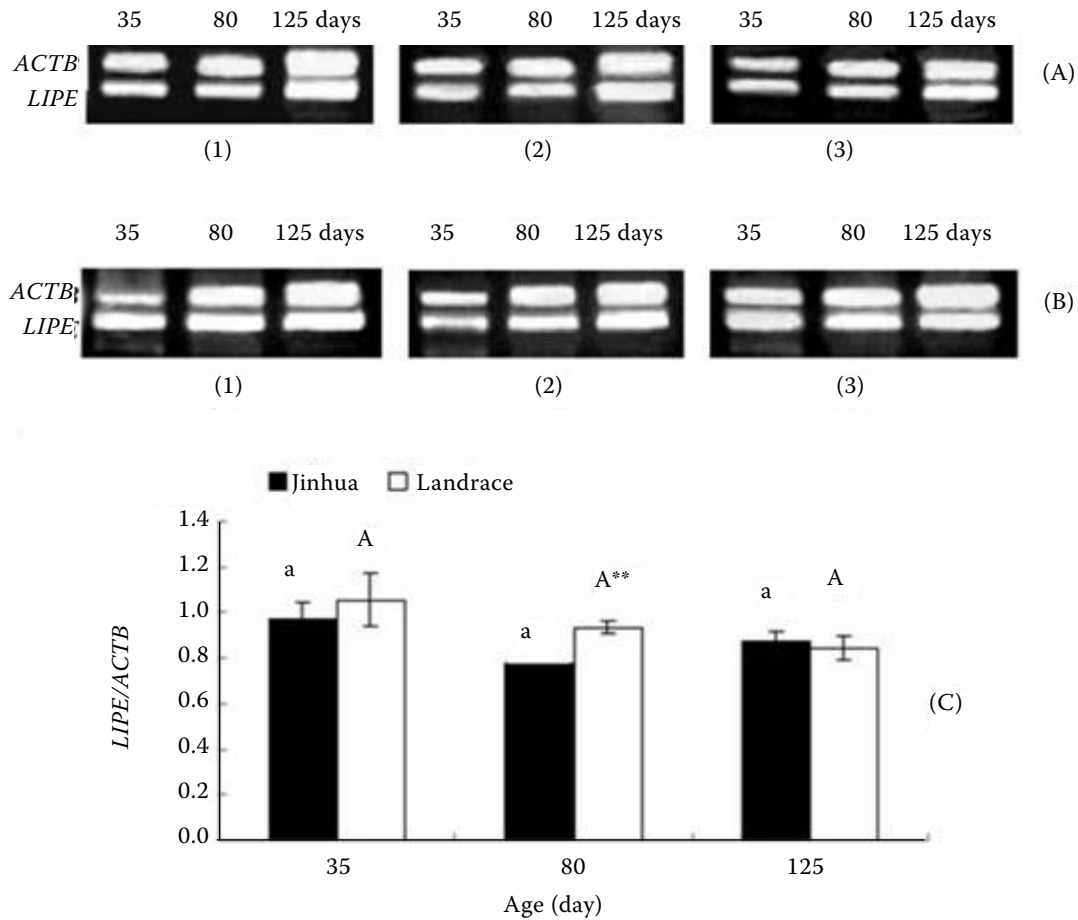 35 80 125 days 35 80 125 days 35 80 125 days
ACTB
LIPE
(A)
(1) (2) (3)
35 80 125 days 35 80 125 days 35 80 125 days
ACTB
LIPE
(B)
(1) (2) (3)
Jinhua Landrace
1.4
1.2
1.0
0.8
0.6
0.4
0.2
0.0
LIPE/ACTB
a A
a A**
a A
(C)
35 80 125
Age (day)